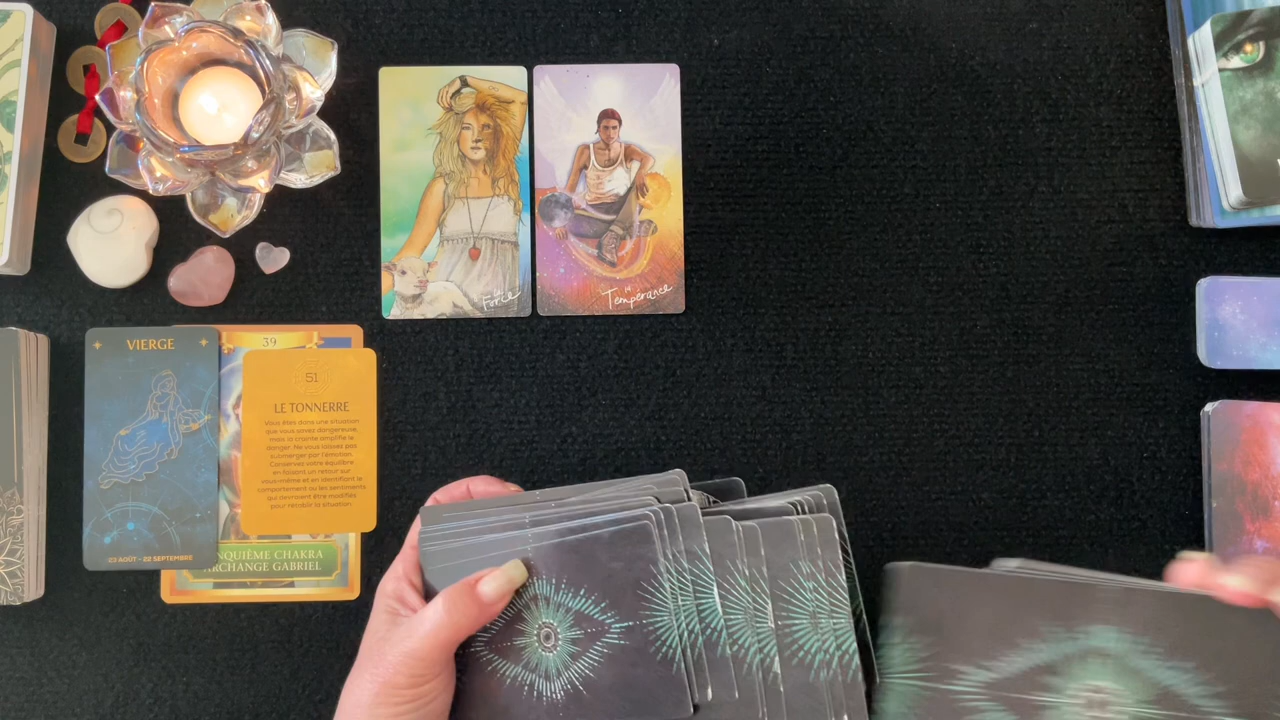 11 La
Force
14
Tempérance
VIERGE
23 AOÛT - 22 SEPTEMBRE
39
51
LE TONNERRE
Vous êtes dans une situation
que vous savez dangereuse,
mais la crainte amplifie le
danger. Ne vous laissez pas
submerger par l'émotion.
Conservez votre équilibre
en faisant un retour sur
vous-même et en identifiant le
comportement ou les sentiments
qui devraient être modifiés
pour rétablir la situation.
NQUIÈME CHAKRA
ARCHANGE GABRIEL